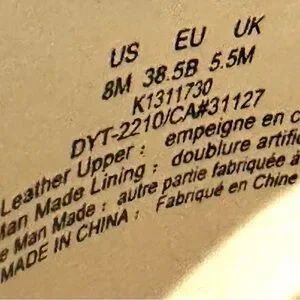 US EU UK
8M 38.5B 5.5M
K1311730
DYT-2210/CA#31127
Leather Upper : empeigne en c
Man Made Lining : doublure artific
e Man Made : autre partie fabriquée à
MADE IN CHINA : Fabriqué en Chine